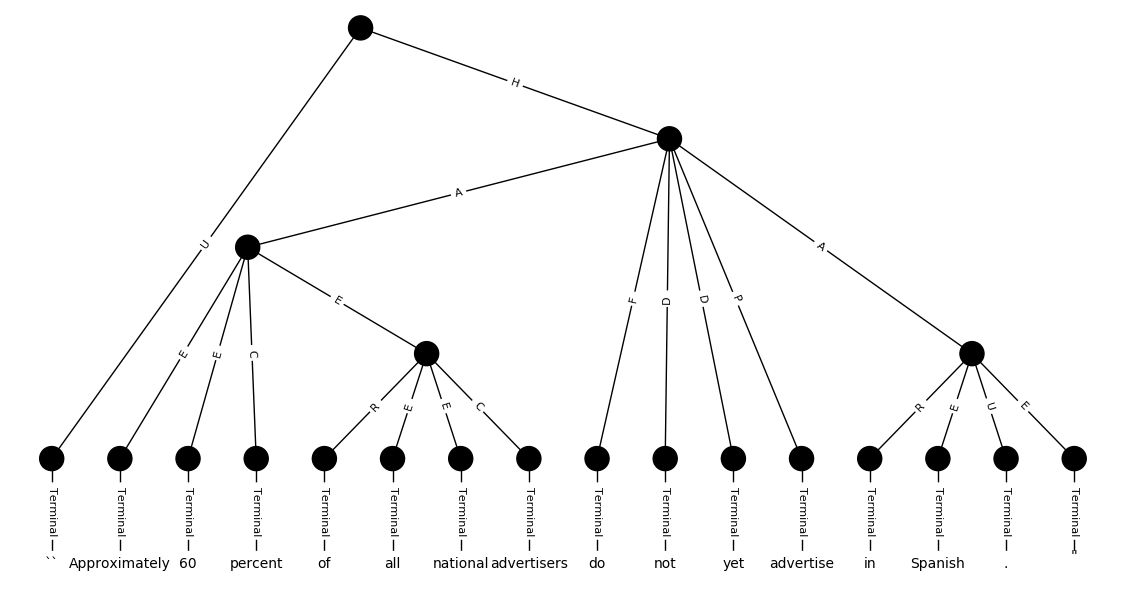 H
A
U
A
E
F D D P
E E C
R E E C R E U E
Terminal Terminal Terminal Terminal Terminal Terminal Terminal Terminal Terminal Terminal Terminal Terminal Terminal Terminal Terminal Terminal
`` Approximately 60 percent of all national advertisers do not yet advertise in Spanish . "